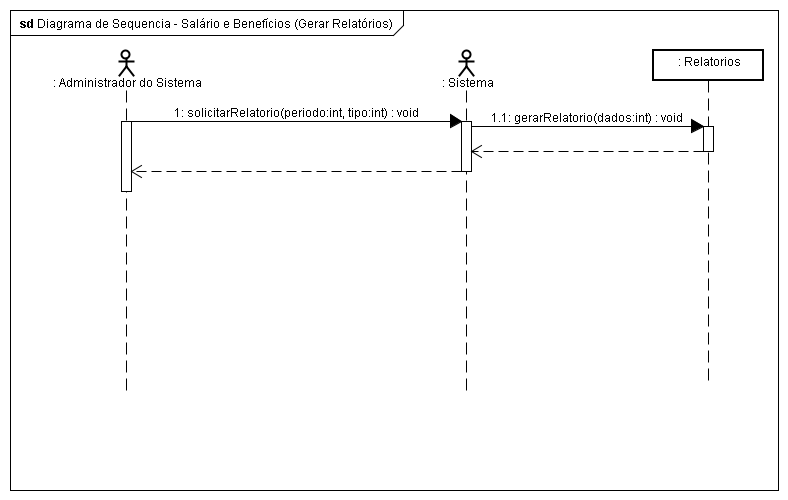 sd Diagrama de Sequencia - Salário e Benefícios (Gerar Relatórios)
: Administrador do Sistema
: Sistema
: Relatorios
1: solicitarRelatorio(periodo:int, tipo:int) : void
1.1: gerarRelatorio(dados:int) : void